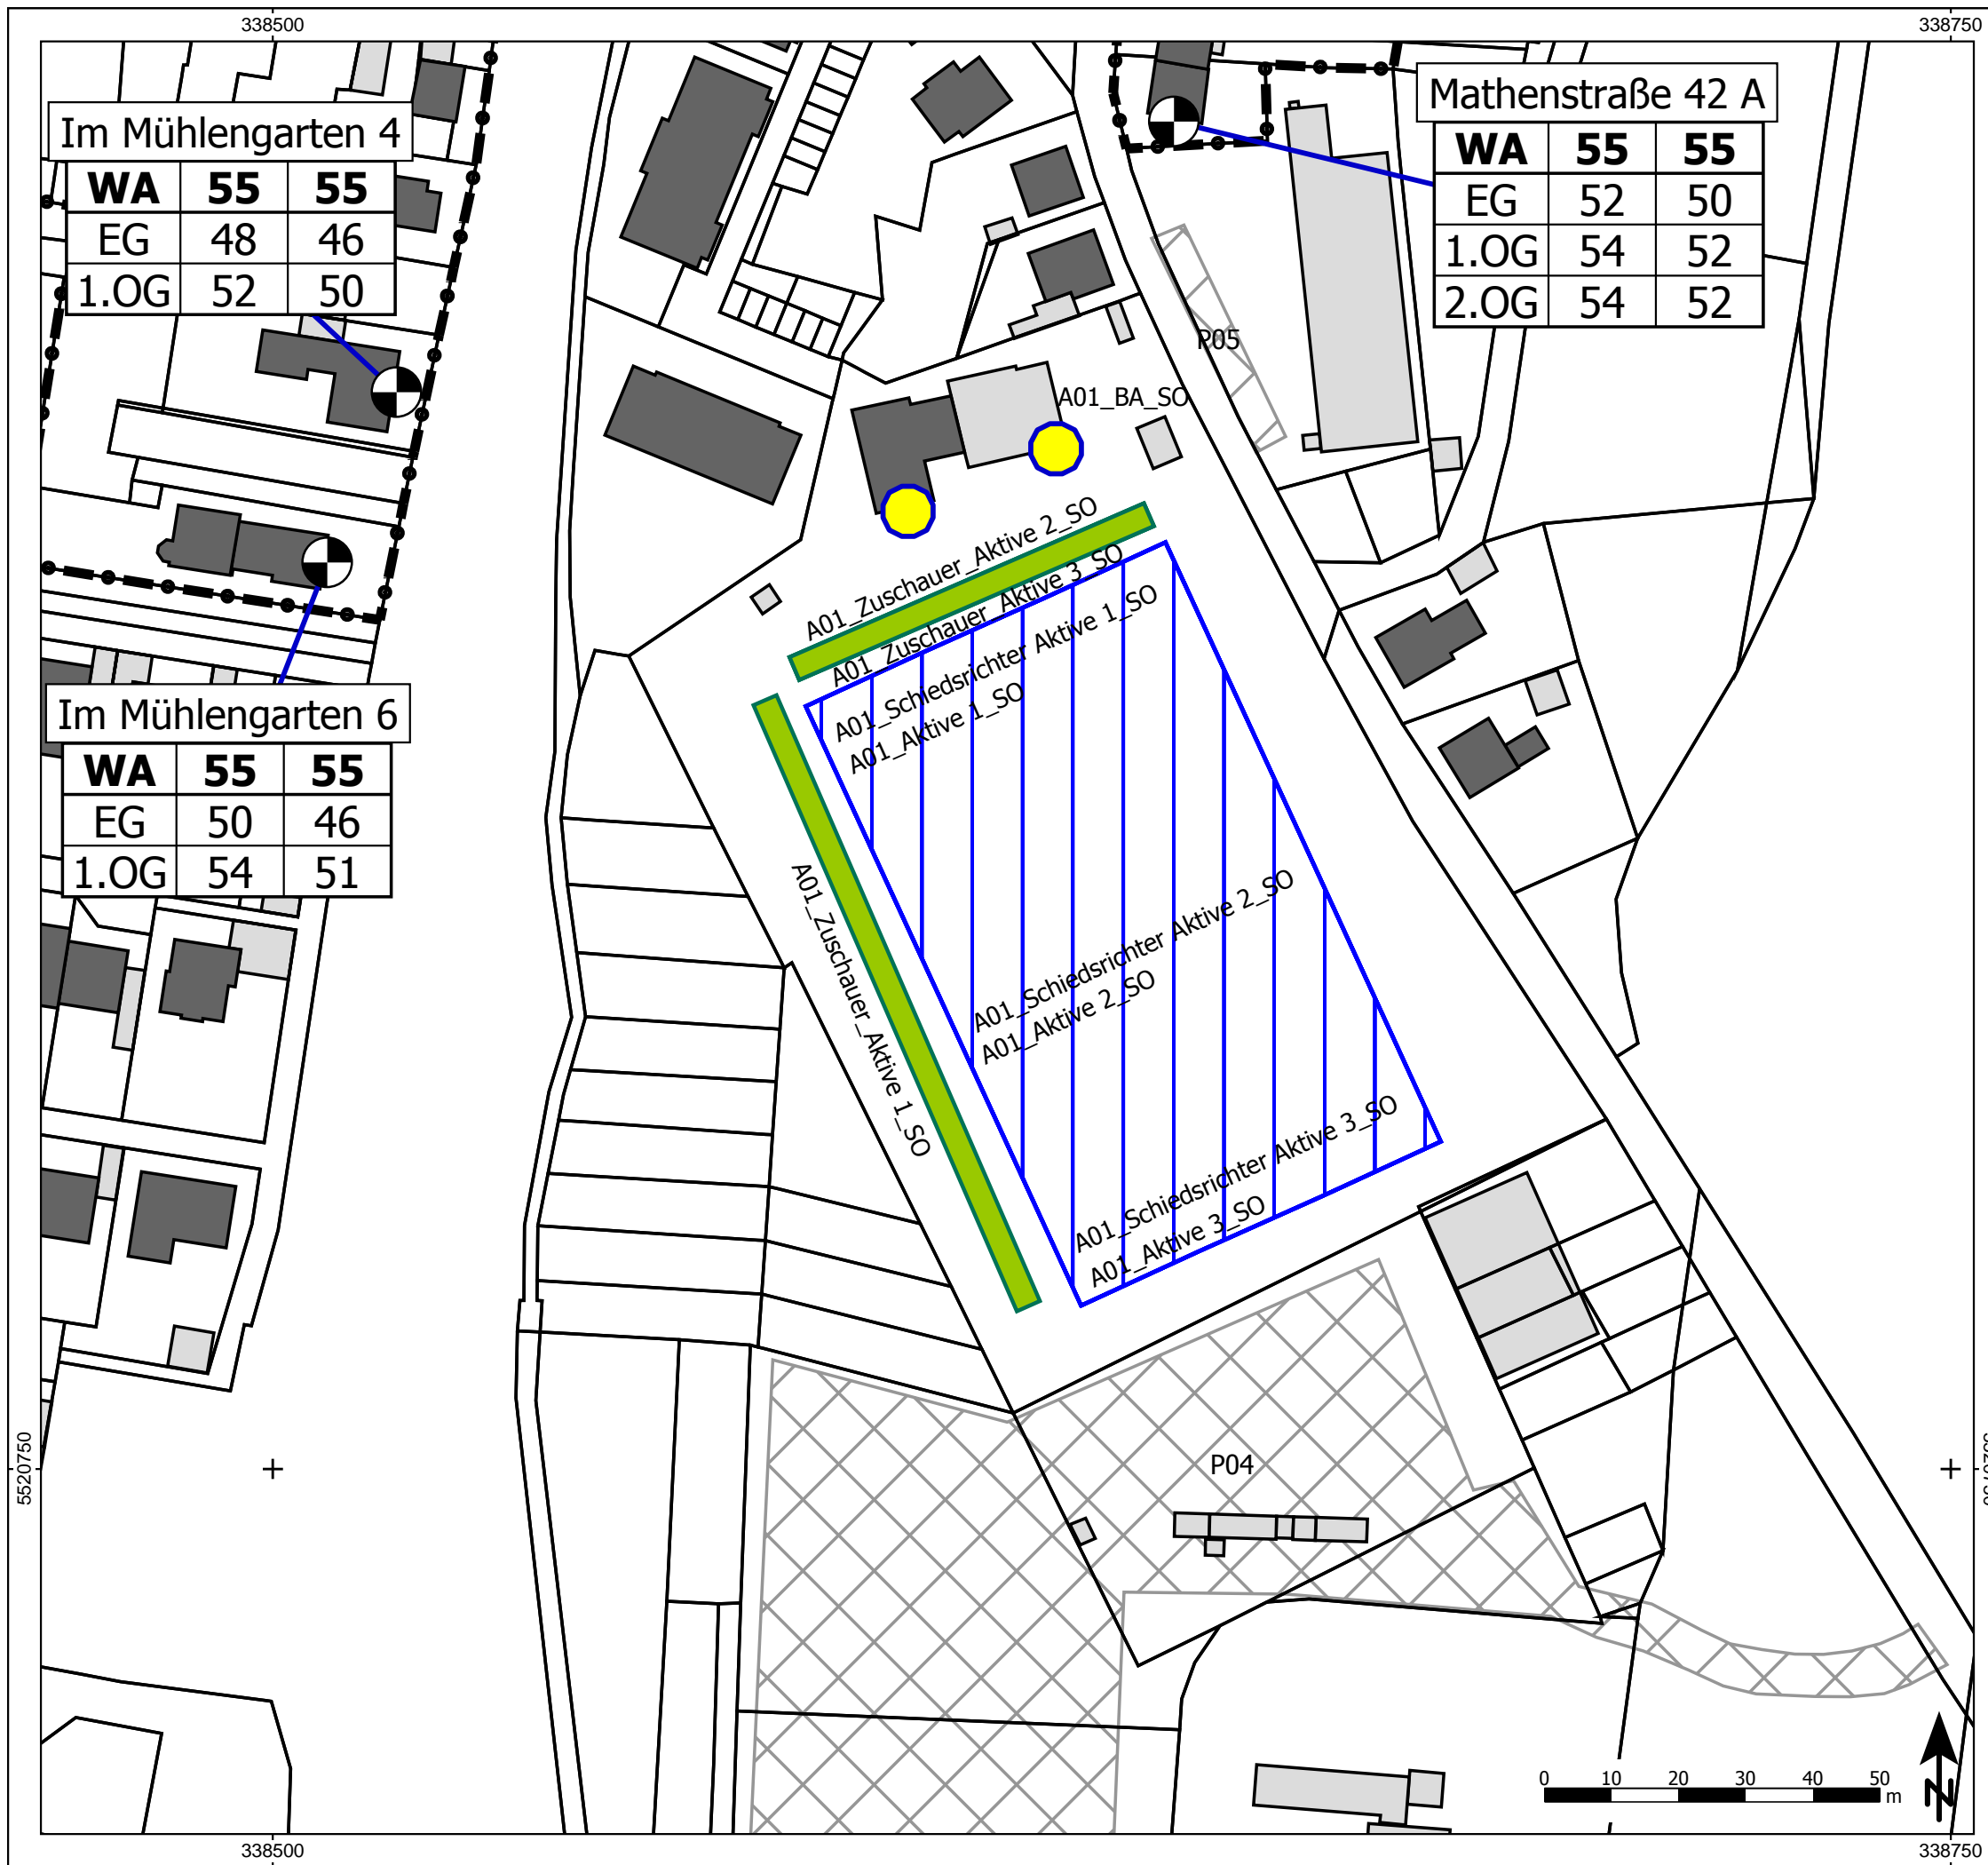 338500
338750
Im Mühlengarten 4
WA 55 55
EG 48 46
1.OG 52 50
Mathenstraße 42 A
WA 55 55
EG 52 50
1.OG 54 52
2.OG 54 52
P05
A01_BA_SO
A01_Zuschauer_Aktive 2_SO
A01_Zuschauer_Aktive 3_SO
A01_Schiedsrichter Aktive 1_SO
A01_Aktive 1_SO
Im Mühlengarten 6
WA 55 55
EG 50 46
1.OG 54 51
A01_Zuschauer_Aktive 1_SO
A01_Schiedsrichter Aktive 2_SO
A01_Aktive 2_SO
A01_Schiedsrichter Aktive 3_SO
A01_Aktive 3_SO
P04
5520750
0 10 20 30 40 50
m
N
338500
338750